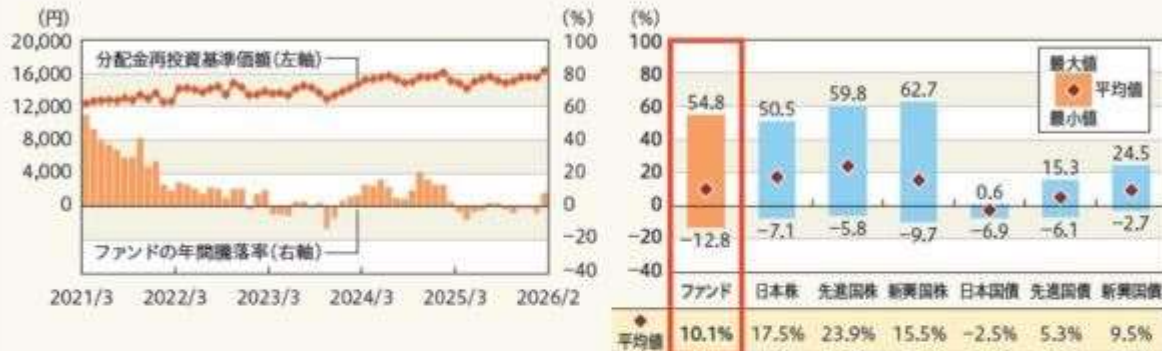 (円)
(%)
20,000
16,000
12,000
8,000
4,000
0
100
80
60
40
20
0
−20
−40
分配金再投資基準価額(左軸)
ファンドの年間騰落率(右軸)
2021/3 2022/3 2023/3 2024/3 2025/3 2026/2
(%)
100
80
60
40
20
0
−20
−40
最大値
平均値
最小値
54.8 50.5 59.8 62.7 0.6 15.3 24.5
−12.8 −7.1 −5.8 −9.7 −6.9 −6.1 −2.7
ファンド 日本株 先進国株 新興国株 日本国債 先進国債 新興国債
平均値 10.1% 17.5% 23.9% 15.5% −2.5% 5.3% 9.5%